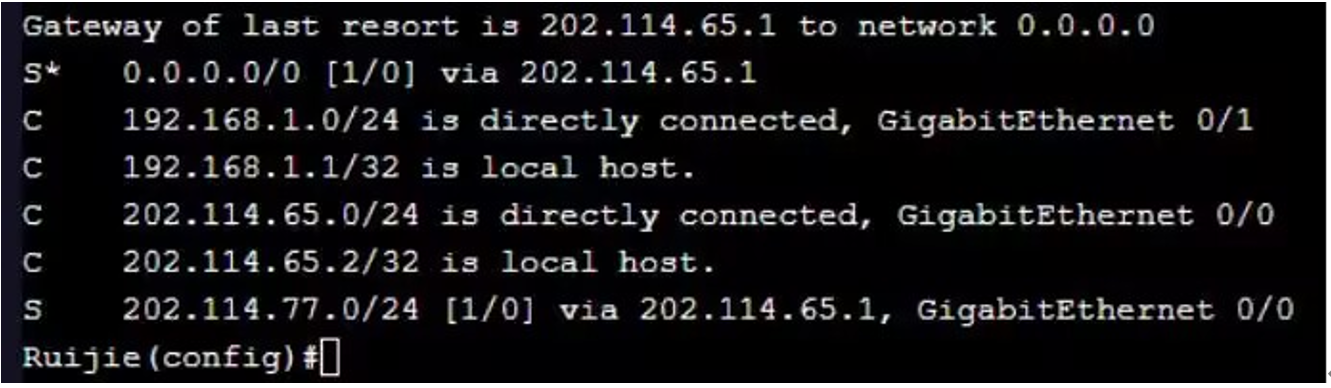 Gateway of last resort is 202.114.65.1 to network 0.0.0.0
S*   0.0.0.0/0 [1/0] via 202.114.65.1
C    192.168.1.0/24 is directly connected, GigabitEthernet 0/1
C    192.168.1.1/32 is local host.
C    202.114.65.0/24 is directly connected, GigabitEthernet 0/0
C    202.114.65.2/32 is local host.
S    202.114.77.0/24 [1/0] via 202.114.65.1, GigabitEthernet 0/0
Ruijie(config)#